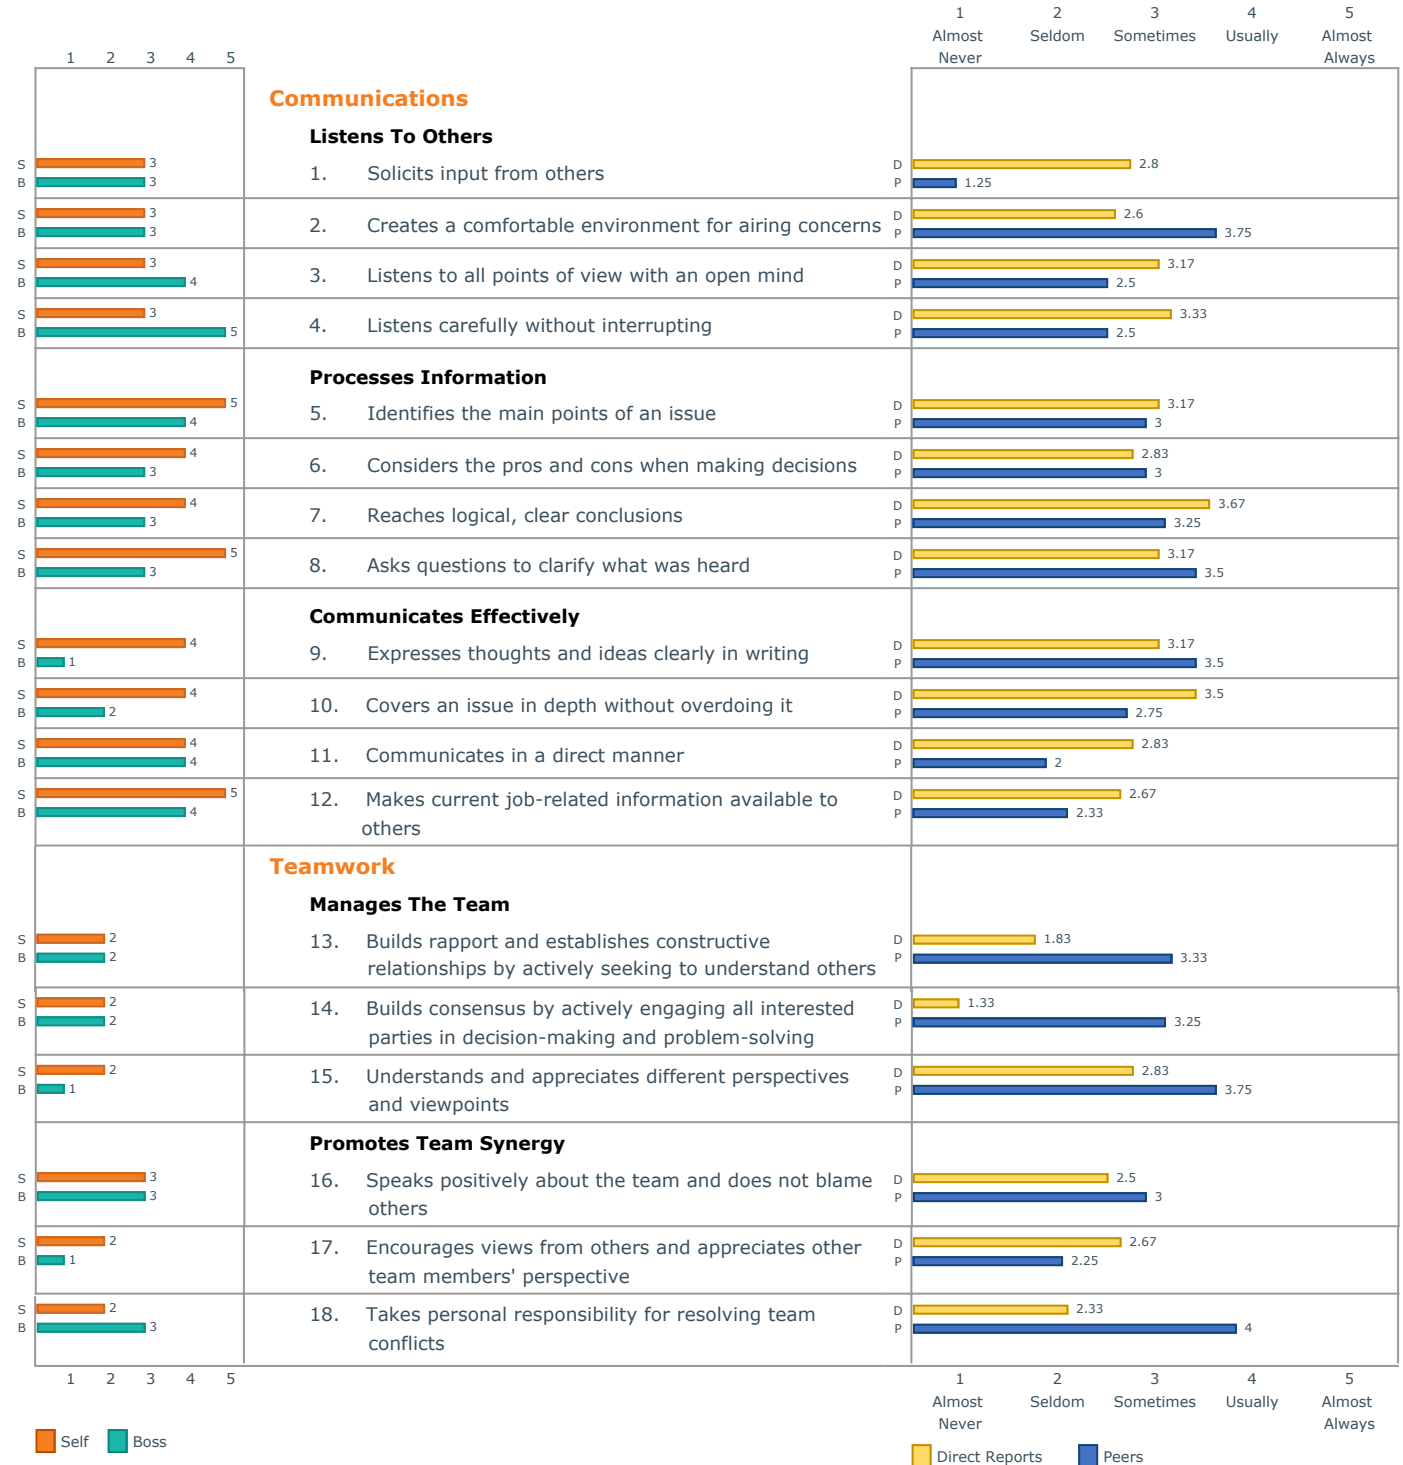 1 2 3 4 5
Almost Seldom Sometimes Usually Almost
1 2 3 4 5 Never Always
Communications
Listens To Others
S 3 D 2.8
1. Solicits input from others
B 3 P 1.25
S 3 D 2.6
2. Creates a comfortable environment for airing concerns
B 3 P 3.75
S 3 D 3.17
3. Listens to all points of view with an open mind
B 4 P 2.5
S 3 D 3.33
4. Listens carefully without interrupting
B 5 P 2.5
Processes Information
S 5 D 3.17
5. Identifies the main points of an issue
B 4 P 3
S 4 D 2.83
6. Considers the pros and cons when making decisions
B 3 P 3
S 4 D 3.67
7. Reaches logical, clear conclusions
B 3 P 3.25
S 5 D 3.17
8. Asks questions to clarify what was heard
B 3 P 3.5
Communicates Effectively
S 4 D 3.17
9. Expresses thoughts and ideas clearly in writing
B 1 P 3.5
S 4 D 3.5
10. Covers an issue in depth without overdoing it
B 2 P 2.75
S 4 D 2.83
11. Communicates in a direct manner
B 4 P 2
S 5 D 2.67
12. Makes current job-related information available to
B 4 P 2.33
others
Teamwork
Manages The Team
S 2 D 1.83
13. Builds rapport and establishes constructive
B 2 P 3.33
relationships by actively seeking to understand others
S 2 D 1.33
14. Builds consensus by actively engaging all interested
B 2 P 3.25
parties in decision-making and problem-solving
S 2 D 2.83
15. Understands and appreciates different perspectives
B 1 P 3.75
and viewpoints
Promotes Team Synergy
S 3 D 2.5
16. Speaks positively about the team and does not blame
B 3 P 3
others
S 2 D 2.67
17. Encourages views from others and appreciates other
B 1 P 2.25
team members' perspective
S 2 D 2.33
18. Takes personal responsibility for resolving team
B 3 P 4
conflicts
1 2 3 4 5 1 2 3 4 5
Almost Seldom Sometimes Usually Almost
Never Always
Self Boss
Direct Reports Peers